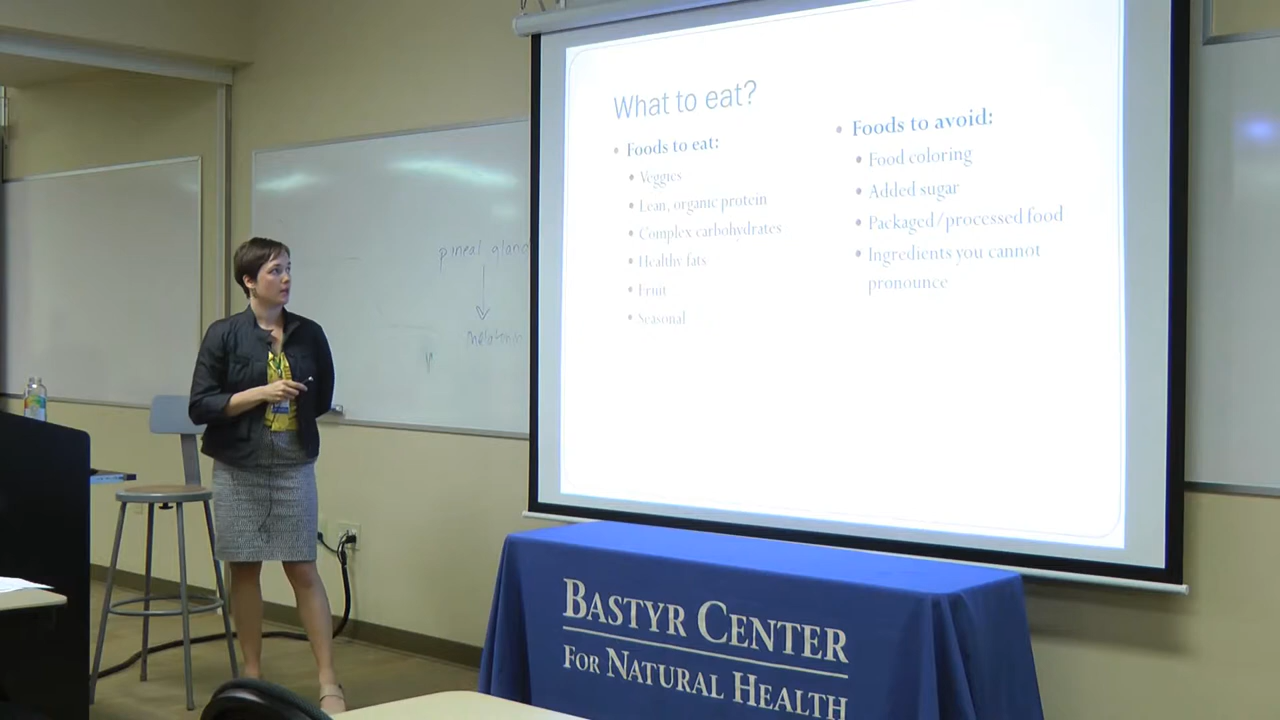 What to eat?
• Foods to eat:
• Veggies
• Lean, organic protein
• Complex carbohydrates
• Healthy fats
• Fruit
• Seasonal
• Foods to avoid:
• Food coloring
• Added sugar
• Packaged/processed food
• Ingredients you cannot
pronounce
pineal gland
melatonin
BASTYR CENTER
FOR NATURAL HEALTH